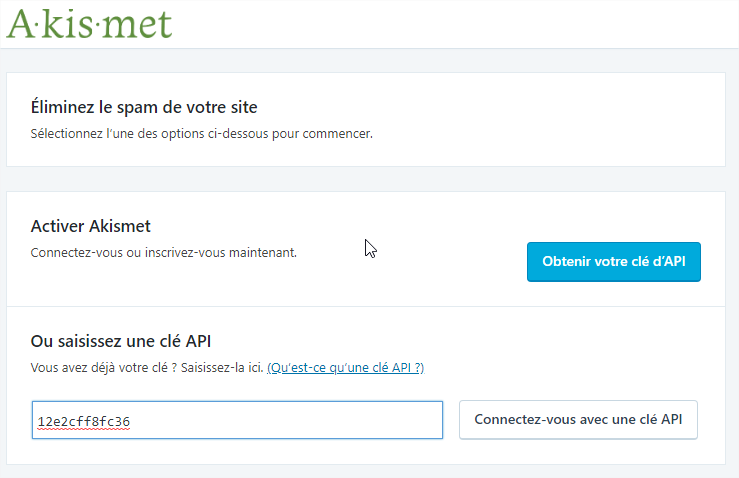 A·kis·met
Éliminez le spam de votre site
Sélectionnez l'une des options ci-dessous pour commencer.
Activer Akismet
Connectez-vous ou inscrivez-vous maintenant.
Obtenir votre clé d'API
Ou saisissez une clé API
Vous avez déjà votre clé ? Saisissez-la ici. (Qu'est-ce qu'une clé API ?)
12e2cff8fc36
Connectez-vous avec une clé API